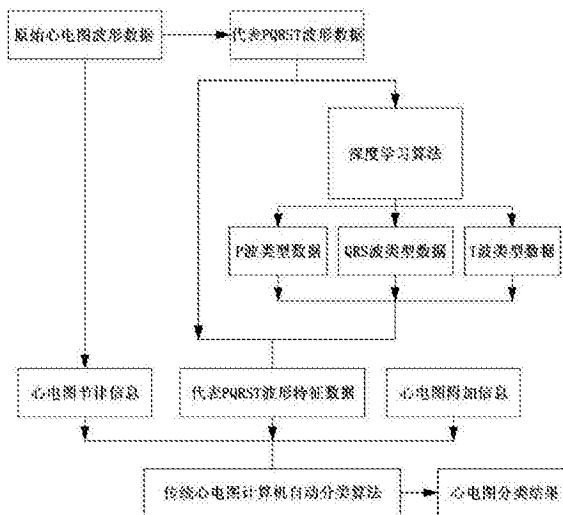 原始心电图波形数据
代表PQRST波形数据
深度学习算法
P波类型数据
QRS波类型数据
T波类型数据
心电图节律信息
代表PQRST波形特征数据
心电图附加信息
传统心电图计算机自动分类算法
心电图分类结果